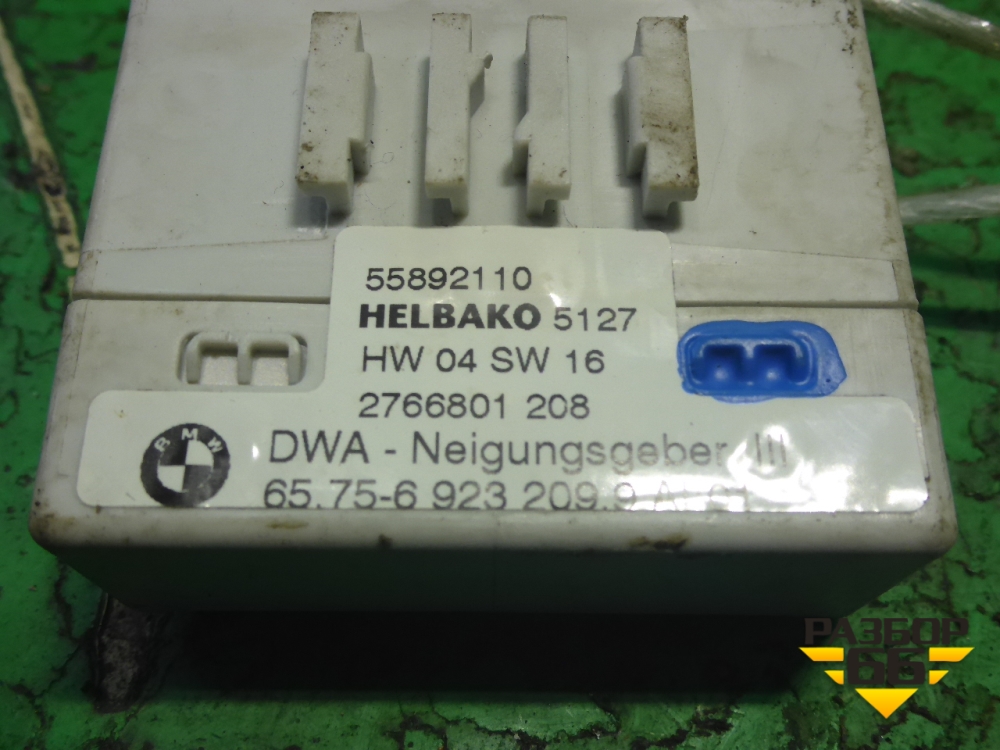 55892110
HELBAKO 5127
HW 04 SW 16
2766801 208
BMW
DWA - Neigungsgeber III
65.75-6 923 209.9
РАЗБОР
66